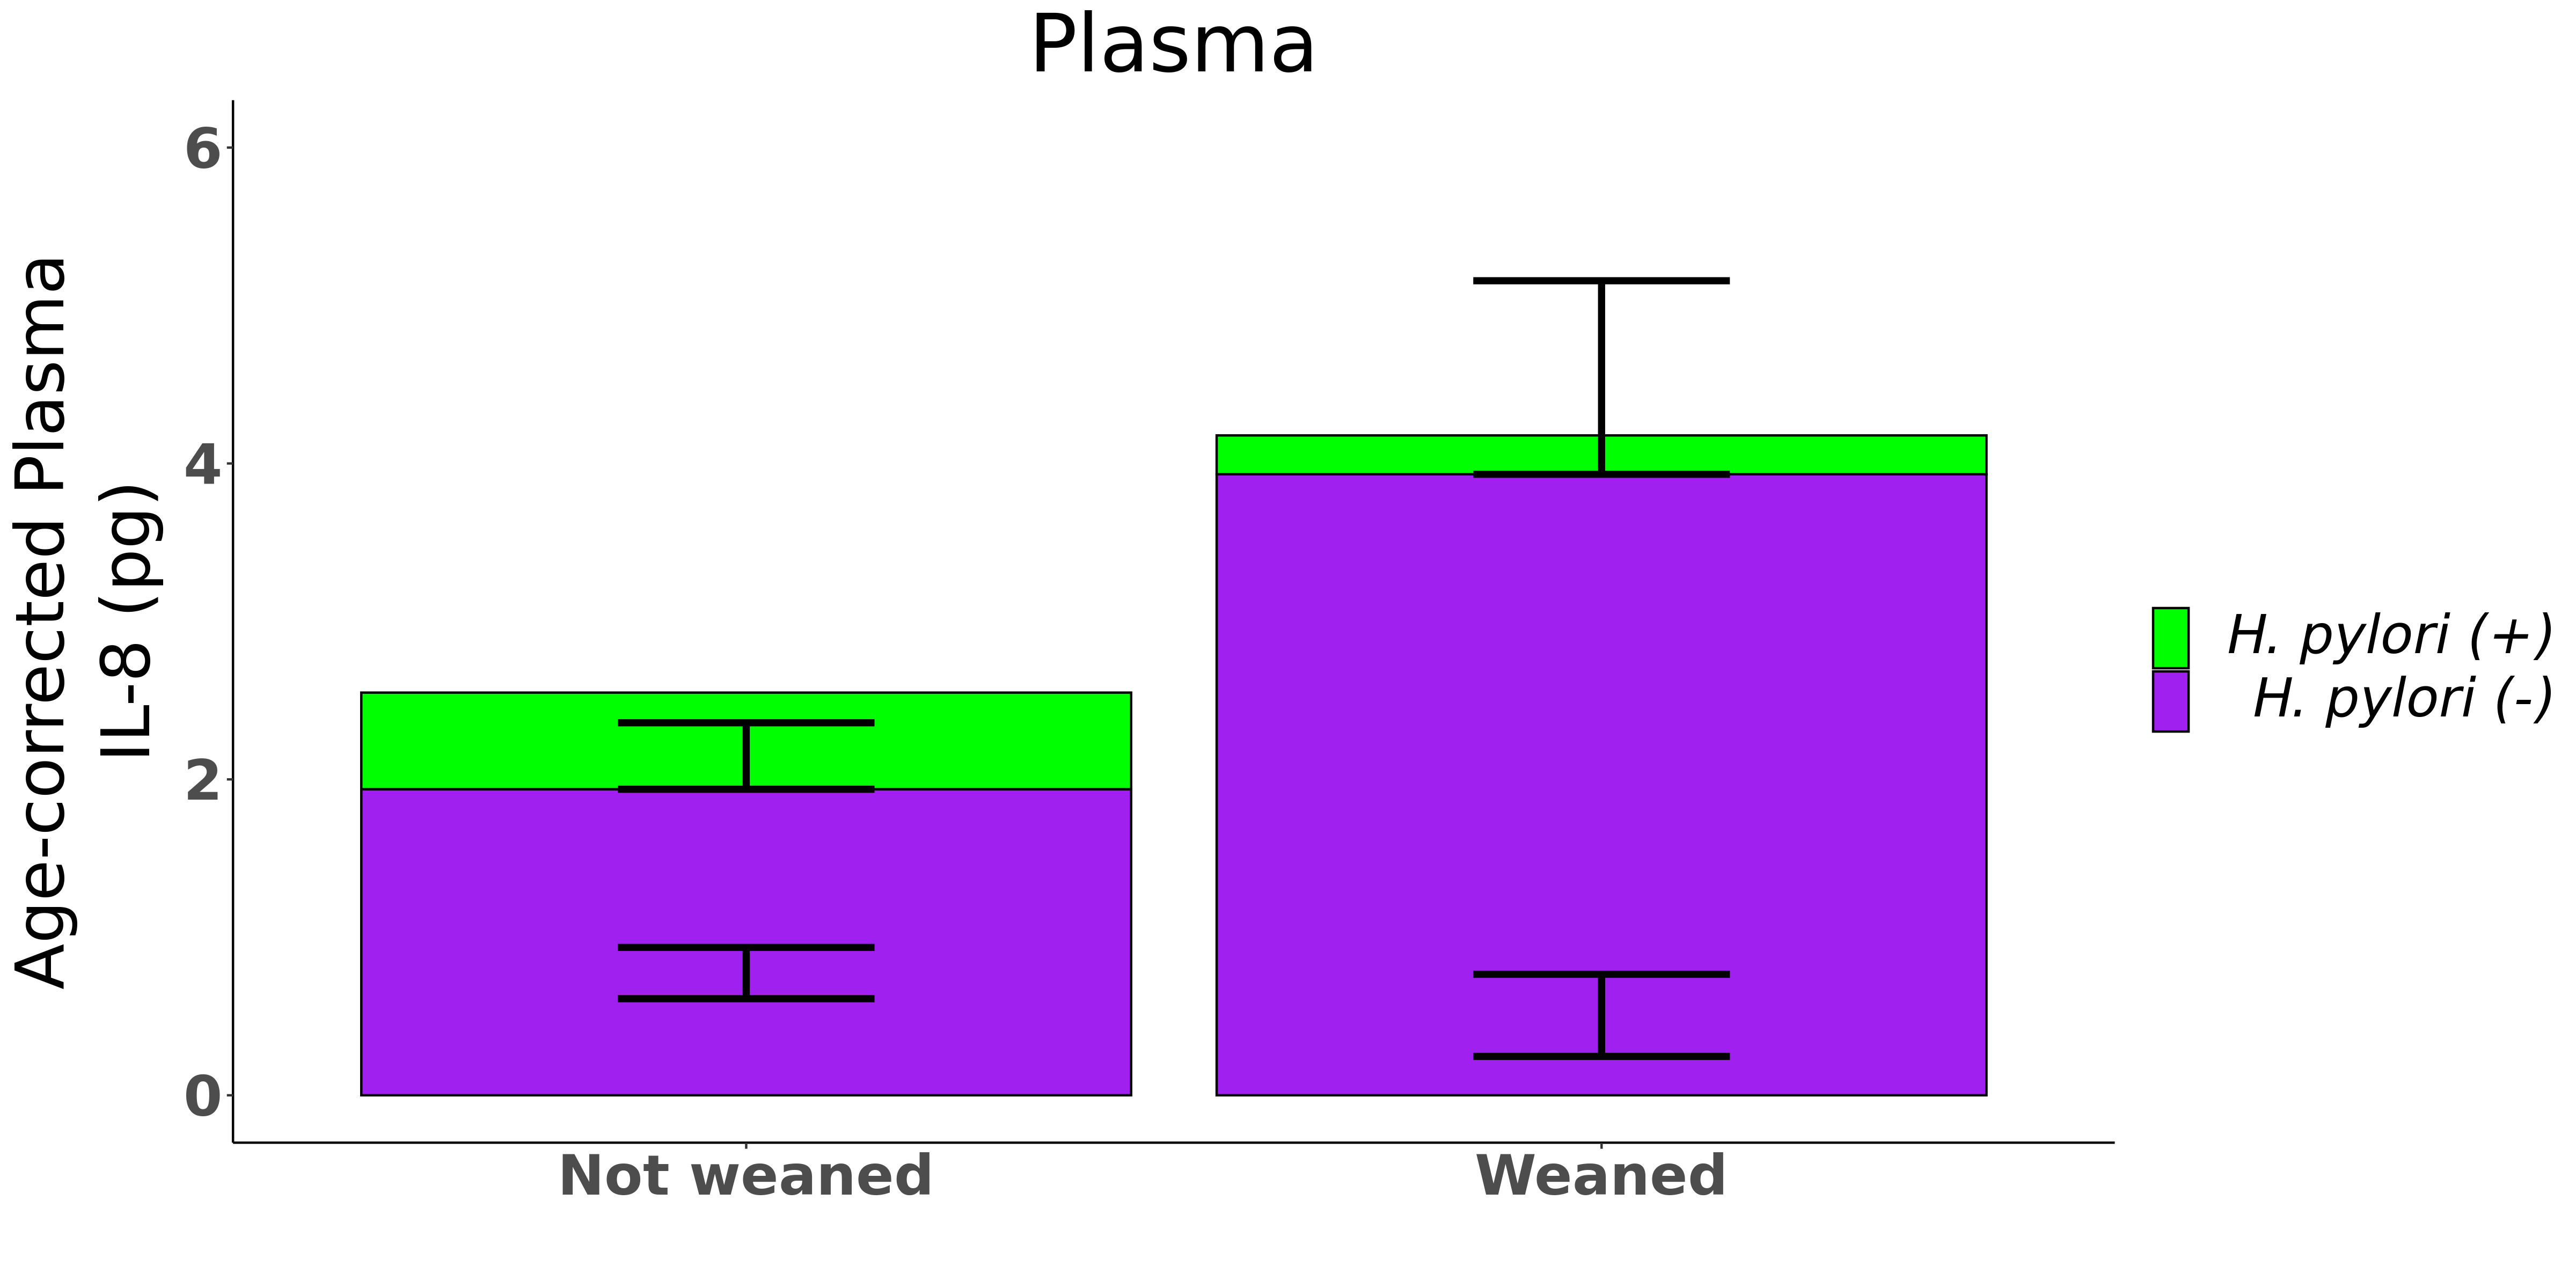 Plasma
Age-corrected Plasma
IL-8 (pg)
6
4
2
0
Not weaned
Weaned
H. pylori (+)
H. pylori (-)